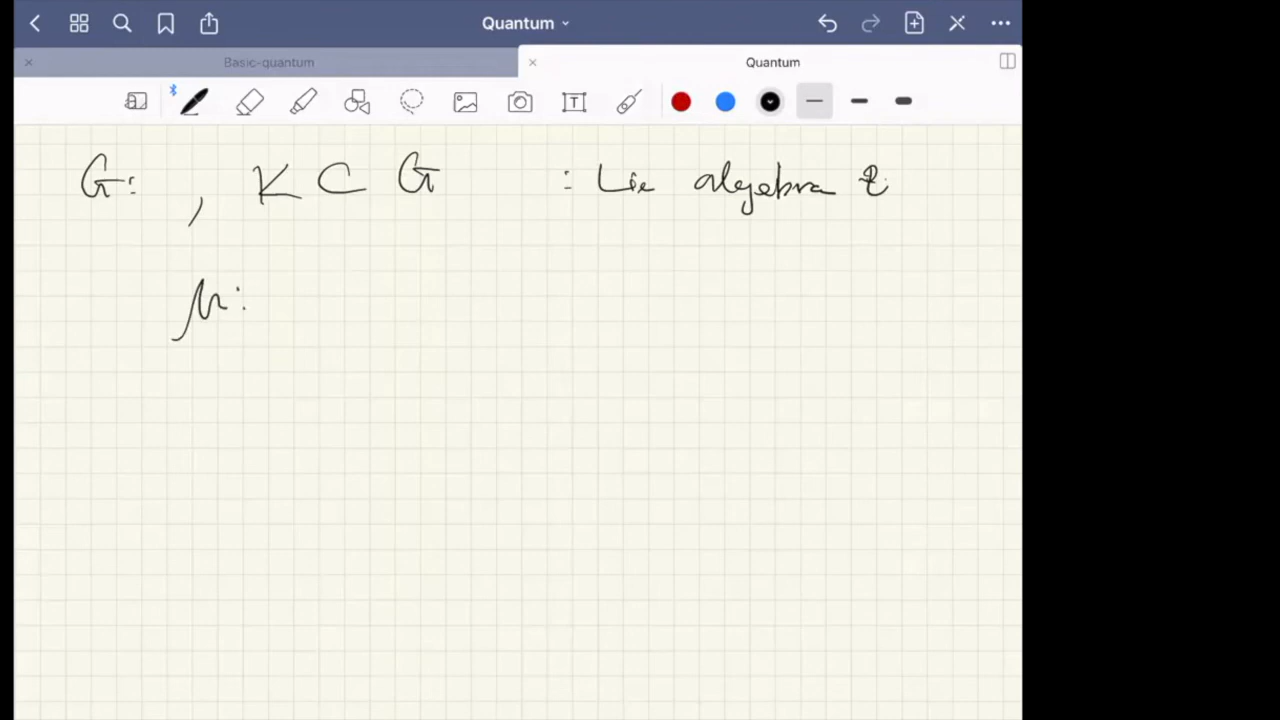 Quantum
Basic-quantum
Quantum
T
G: , K ⊂ G : Lie algebra
μ: